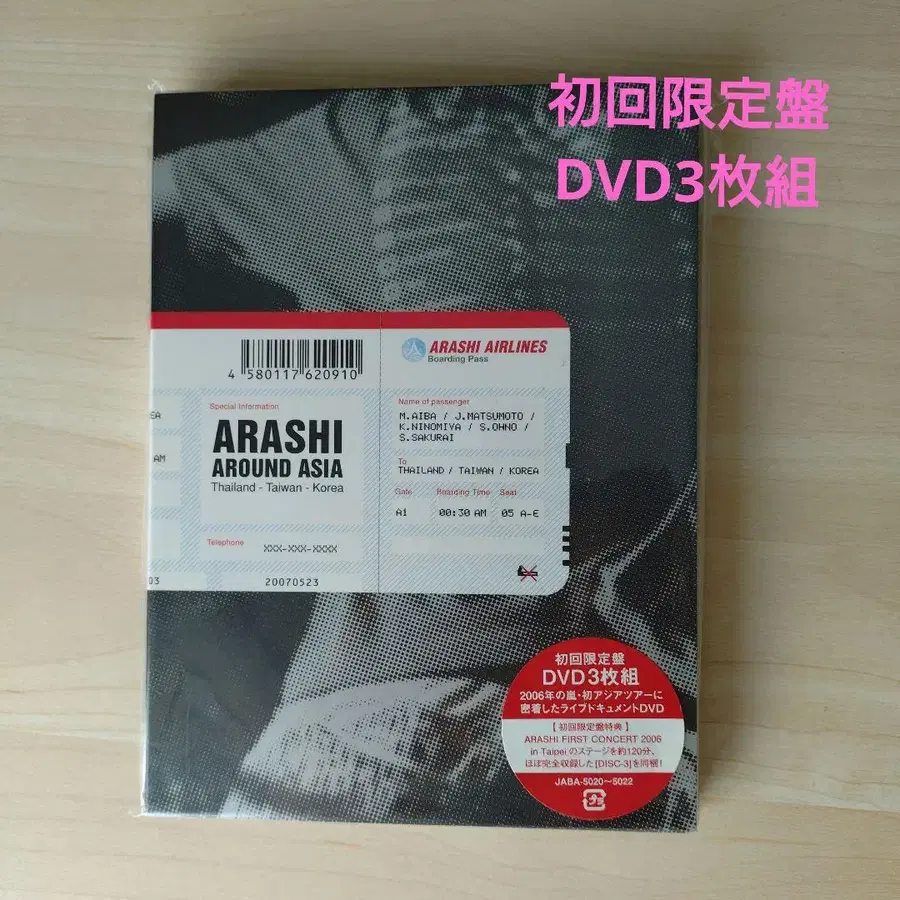 初回限定盤
DVD3枚組
4 580117 620910
ARASHI AIRLINES
Boarding Pass
Special Information
ARASHI
AROUND ASIA
Thailand - Taiwan - Korea
Name of passenger
M.AIBA / J.MATSUMOTO /
K.NINOMIYA / S.OHNO /
S.SAKURAI
To
THAILAND / TAIWAN / KOREA
Gate Boarding Time Seat
A1 00:30 AM 05 A-E
SA
AM
Telephone
XXX-XXX-XXXX
03
20070523
初回限定盤
DVD3枚組
2006年の嵐・初アジアツアーに
密着したライブドキュメントDVD
【初回限定盤特典】
ARASHI FIRST CONCERT 2006
in Taipei のステージを約120分、
ほぼ完全収録した[DISC-3]を同梱!
JABA-5020〜5022